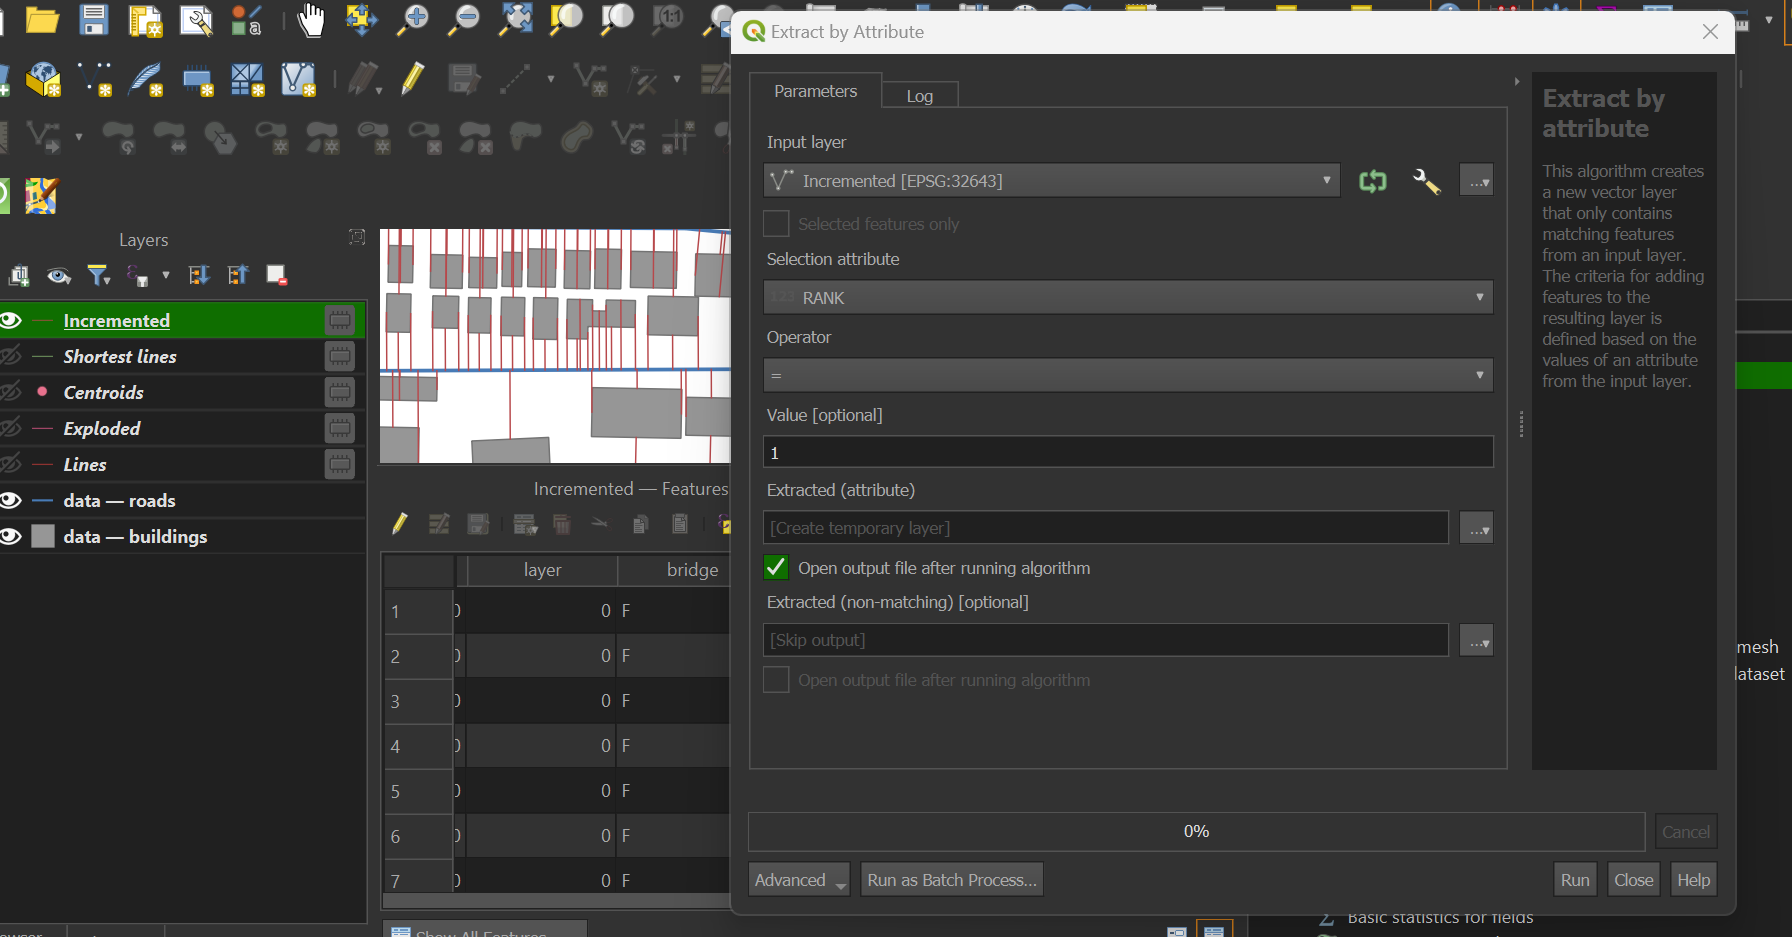 Extract by Attribute
Parameters
Log
Input layer
Incremented [EPSG:32643]
Selected features only
Selection attribute
123 RANK
Operator
=
Value [optional]
1
Extracted (attribute)
[Create temporary layer]
Open output file after running algorithm
Extracted (non-matching) [optional]
[Skip output]
Open output file after running algorithm
0%
Cancel
Advanced
Run as Batch Process...
Run
Close
Help
Extract by
attribute
This algorithm creates
a new vector layer
that only contains
matching features
from an input layer.
The criteria for adding
features to the
resulting layer is
defined based on the
values of an attribute
from the input layer.
Layers
Incremented
Shortest lines
Centroids
Exploded
Lines
data — roads
data — buildings
Incremented — Features
layer
bridge
1 0 F
2 0 F
3 0 F
4 0 F
5 0 F
6 0 F
7 0 F
Show All Features
mesh
Basic statistics for fields